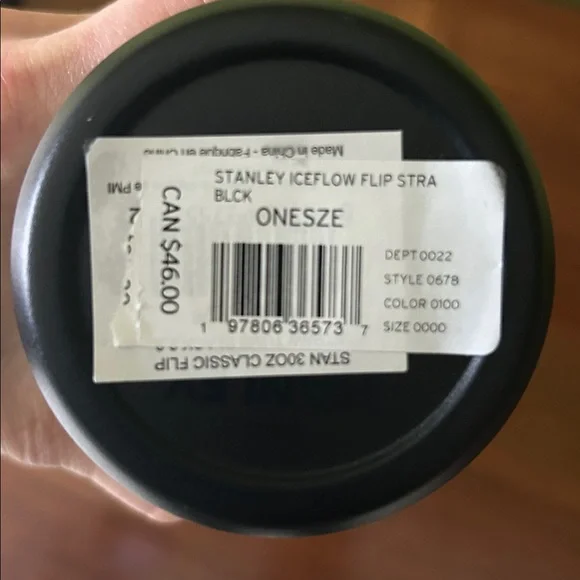 Made in China - Fabriqué en
STANLEY ICEFLOW FLIP STRA
BLCK
ONESZE
CAN $46.00
DEPT 0022
STYLE 0678
COLOR 0100
SIZE 0000
1 97806 36573 7
e PMI
STAN 30OZ CLASSIC FLIP